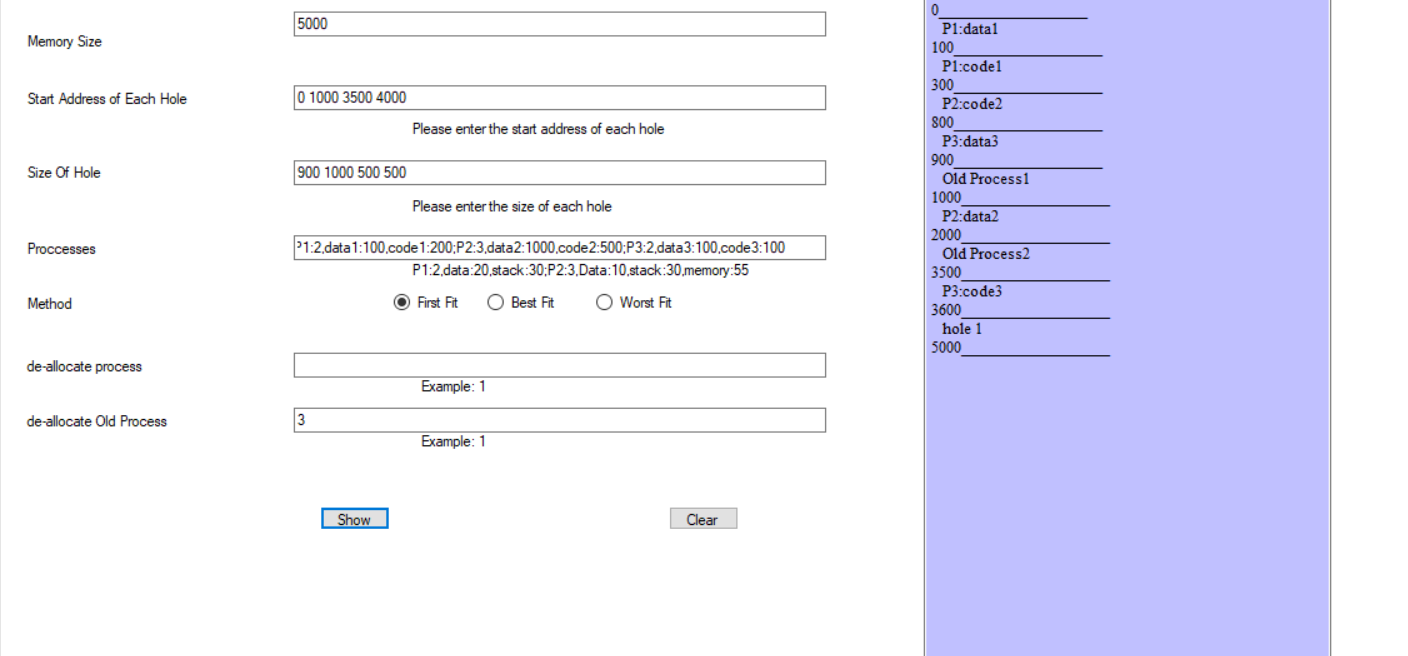 Memory Size
5000
Start Address of Each Hole
0 1000 3500 4000
Please enter the start address of each hole
Size Of Hole
900 1000 500 500
Please enter the size of each hole
Proccesses
P1:2,data1:100,code1:200;P2:3,data2:1000,code2:500;P3:2,data3:100,code3:100
P1:2,data:20,stack:30;P2:3,Data:10,stack:30,memory:55
Method
First Fit Best Fit Worst Fit
de-allocate process
Example: 1
de-allocate Old Process
3
Example: 1
Show
Clear
0
P1:data1
100
P1:code1
300
P2:code2
800
P3:data3
900
Old Process1
1000
P2:data2
2000
Old Process2
3500
P3:code3
3600
hole 1
5000